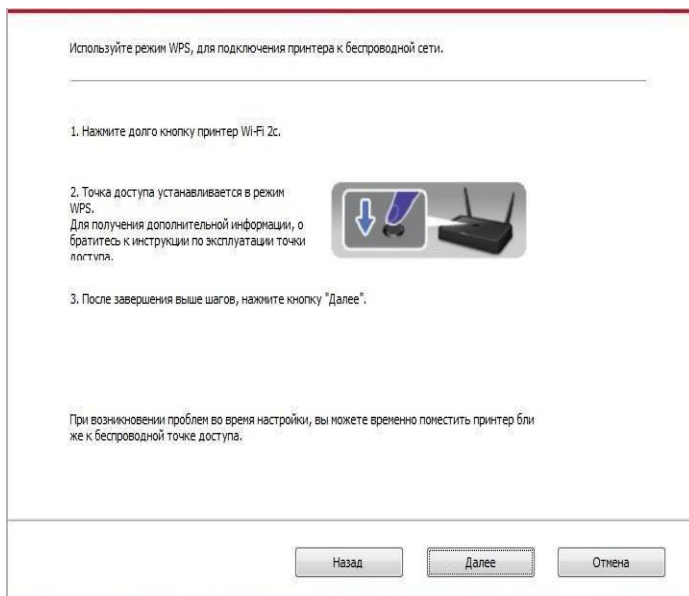 Используйте режим WPS, для подключения принтера к беспроводной сети.
1. Нажмите долго кнопку принтер Wi-Fi 2с.
2. Точка доступа устанавливается в режим
WPS.
Для получения дополнительной информации, о
братитесь к инструкции по эксплуатации точки
доступа.
3. После завершения выше шагов, нажмите кнопку "Далее".
При возникновении проблем во время настройки, вы можете временно поместить принтер бли
же к беспроводной точке доступа.
Назад
Далее
Отмена